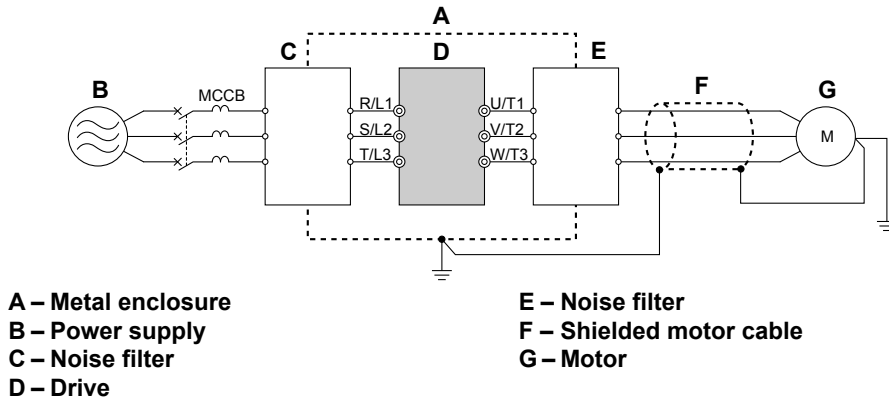 A
C
D
E
B
MCCB
F
G
R/L1
U/T1
S/L2
V/T2
M
T/L3
W/T3
A – Metal enclosure
B – Power supply
C – Noise filter
D – Drive
E – Noise filter
F – Shielded motor cable
G – Motor